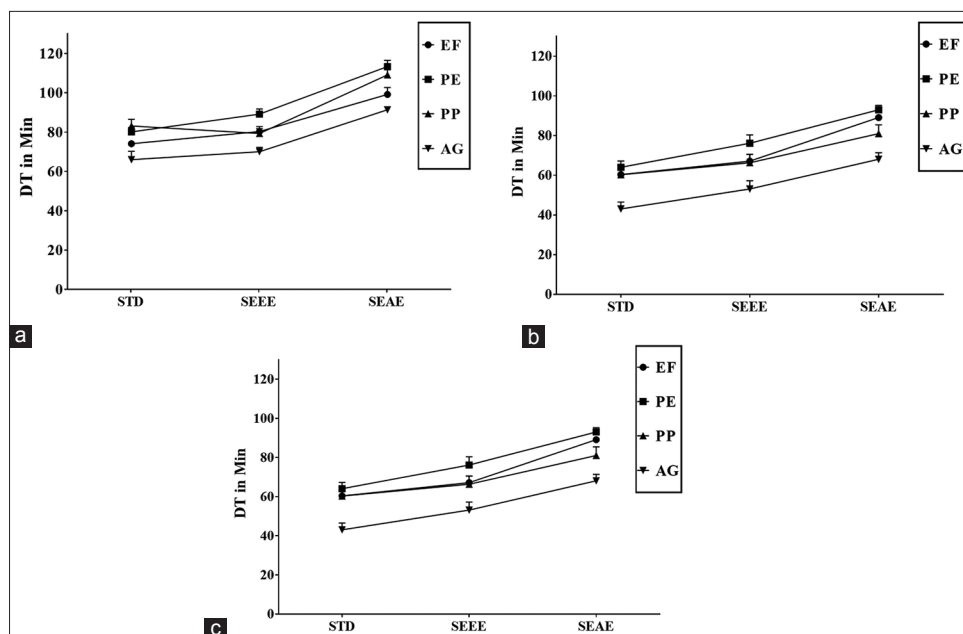 120
100
80
60
40
20
0
DT in Min
STD SEEE SEAE
EF
PE
PP
AG
a
120
100
80
60
40
20
0
DT in Min
STD SEEE SEAE
EF
PE
PP
AG
b
120
100
80
60
40
20
0
DT in Min
STD SEEE SEAE
EF
PE
PP
AG
c